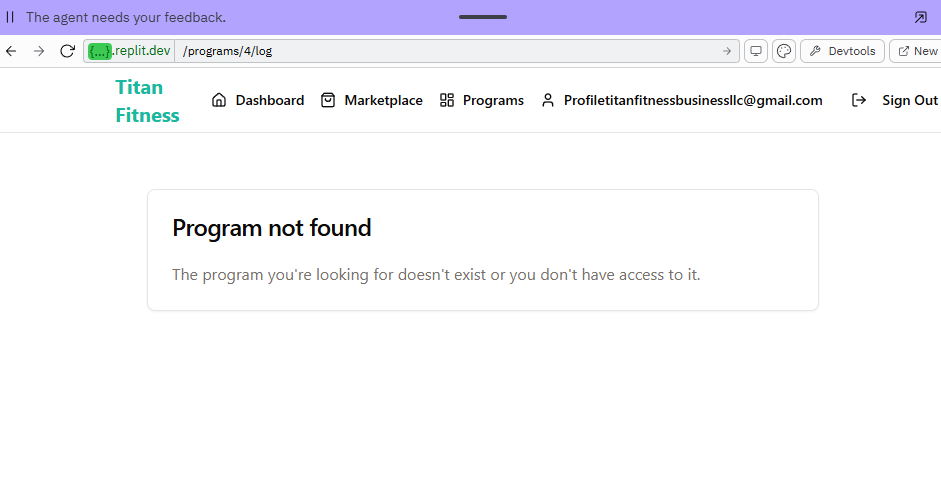 The agent needs your feedback.
{...}.replit.dev /programs/4/log Devtools New
Titan
Fitness
Dashboard Marketplace Programs Profiletitanfitnessbusinessllc@gmail.com Sign Out
Program not found
The program you're looking for doesn't exist or you don't have access to it.